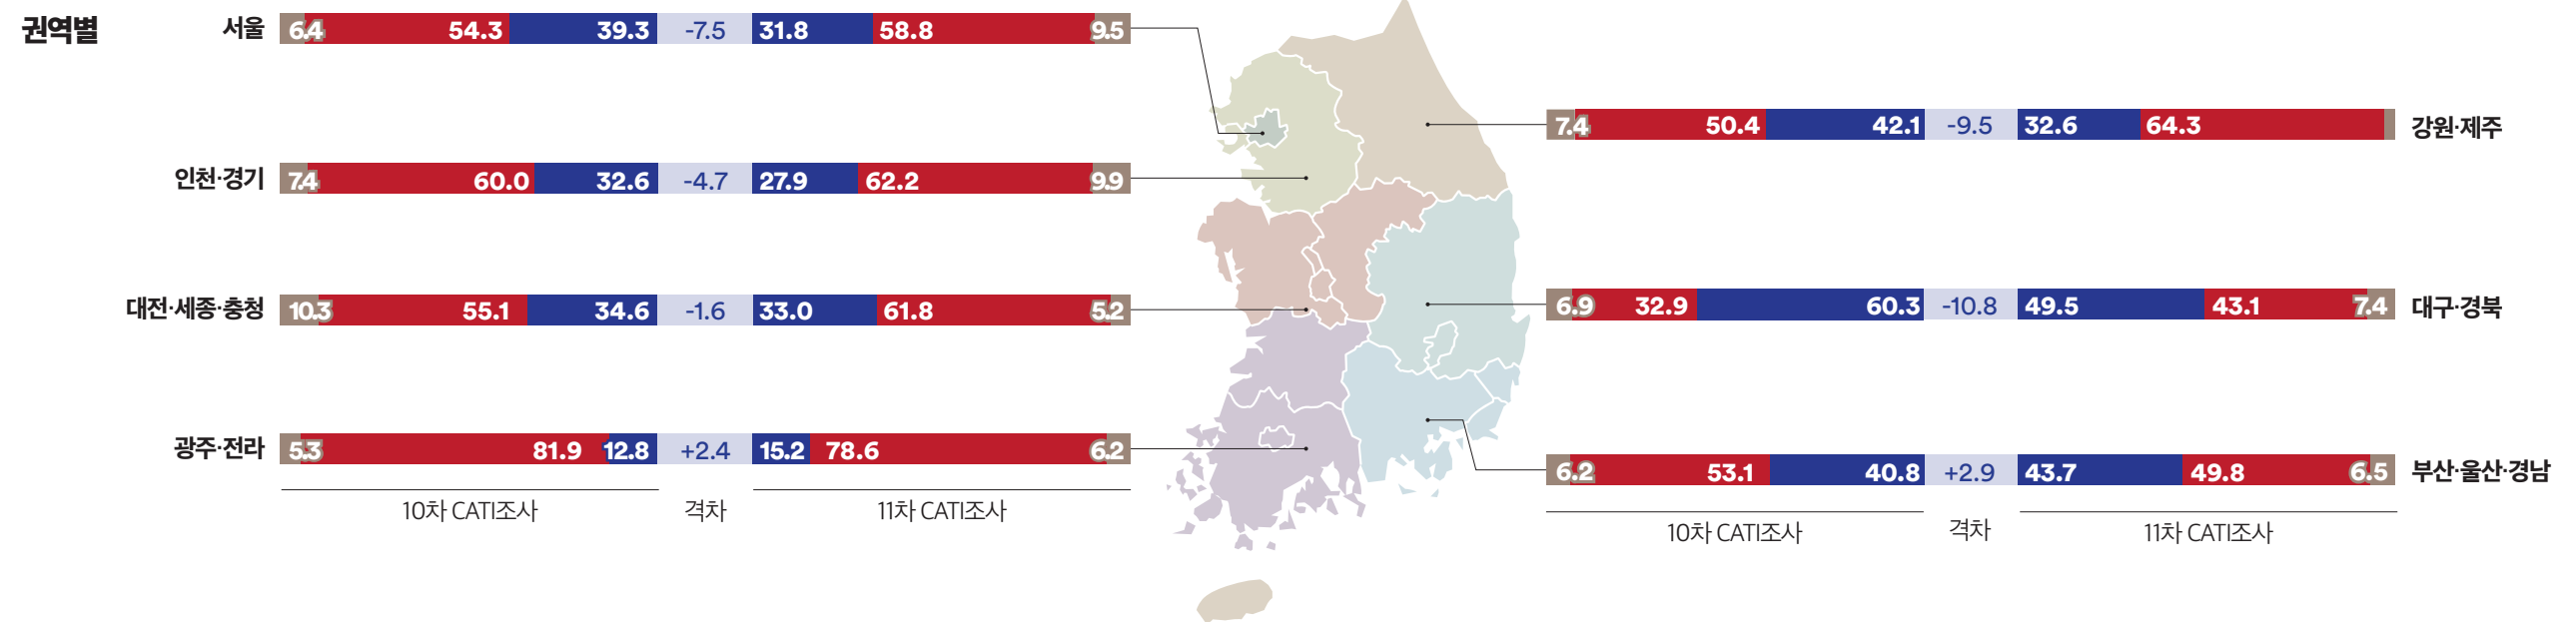 권역별
서울 6.4 54.3 39.3 -7.5 31.8 58.8 9.5
인천·경기 7.4 60.0 32.6 -4.7 27.9 62.2 9.9
대전·세종·충청 10.3 55.1 34.6 -1.6 33.0 61.8 5.2
광주·전라 5.3 81.9 12.8 +2.4 15.2 78.6 6.2
10차 CATI조사 격차 11차 CATI조사
7.4 50.4 42.1 -9.5 32.6 64.3 강원·제주
6.9 32.9 60.3 -10.8 49.5 43.1 7.4 대구·경북
6.2 53.1 40.8 +2.9 43.7 49.8 6.5 부산·울산·경남
10차 CATI조사 격차 11차 CATI조사